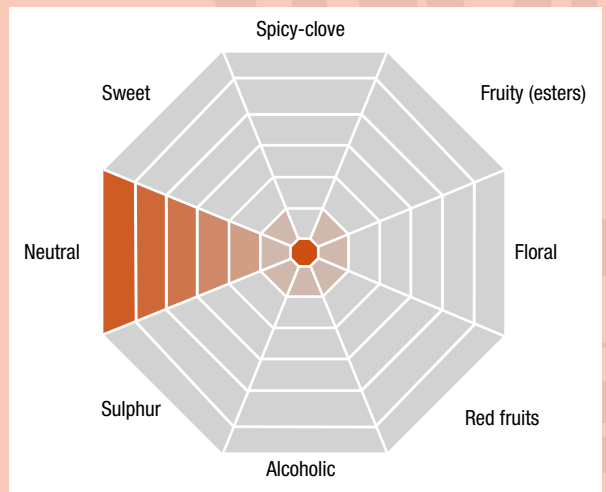 Spicy-clove
Sweet
Fruity (esters)
Neutral
Floral
Sulphur
Red fruits
Alcoholic